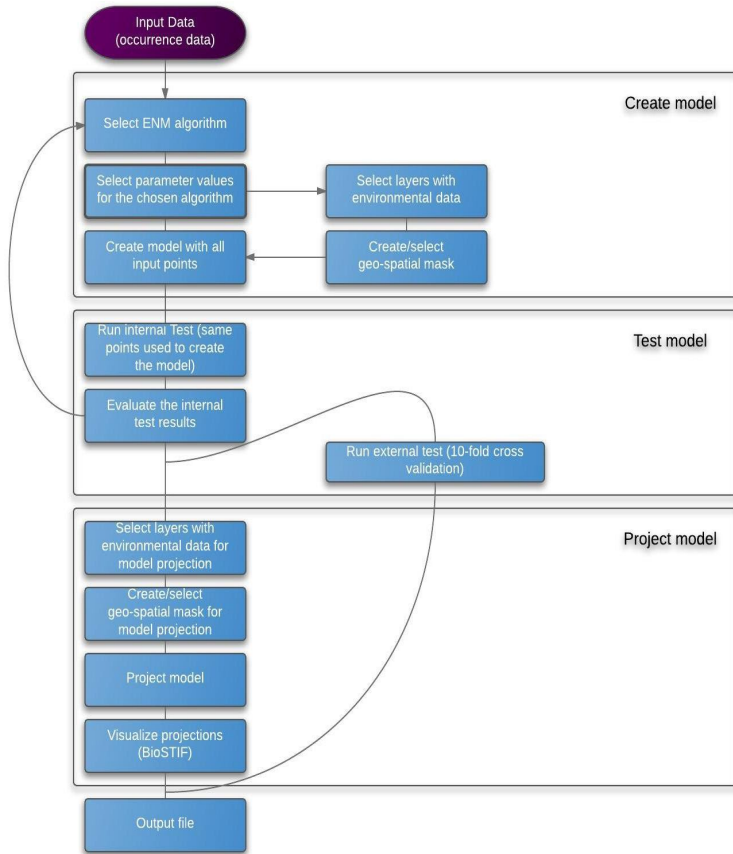 Input Data
(occurrence data)
Create model
Select ENM algorithm
Select parameter values
for the chosen algorithm
Select layers with
environmental data
Create model with all
input points
Create/select
geo-spatial mask
Test model
Run internal Test (same
points used to create
the model)
Evaluate the internal
test results
Run external test (10-fold cross
validation)
Project model
Select layers with
environmental data for
model projection
Create/select
geo-spatial mask for
model projection
Project model
Visualize projections
(BioSTIF)
Output file